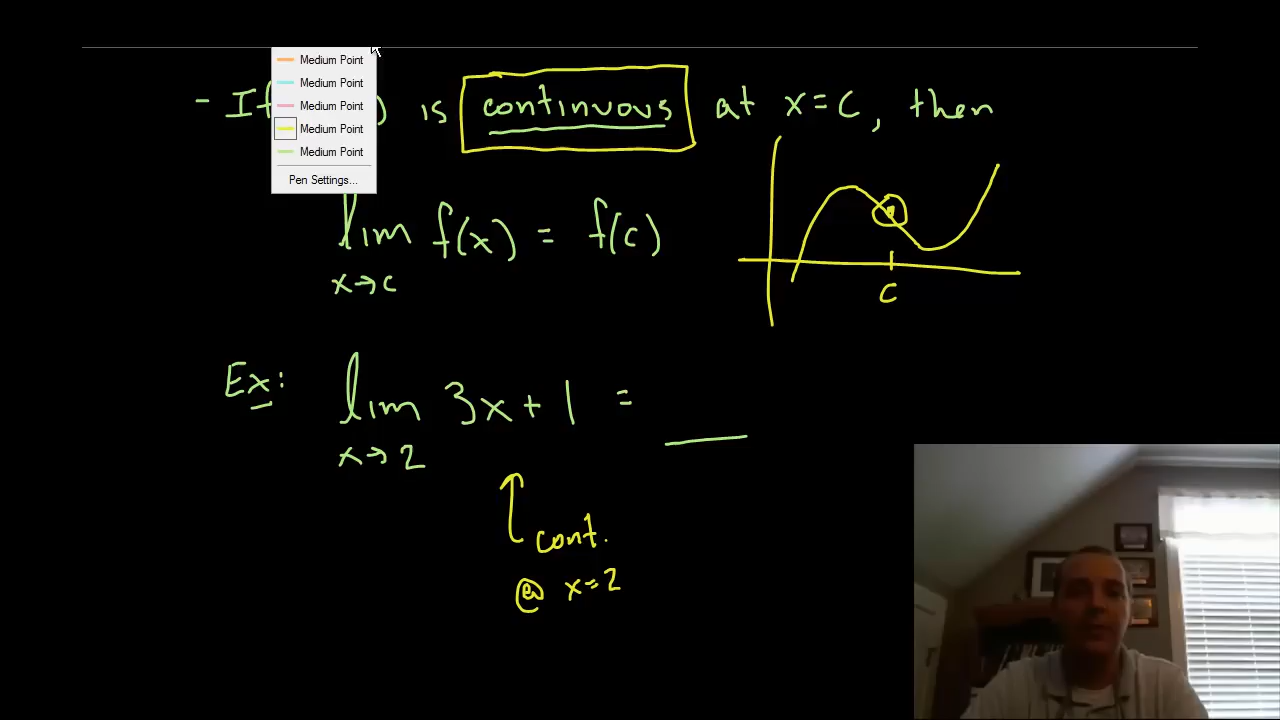 Medium Point
Medium Point
Medium Point
Medium Point
Medium Point
Pen Settings...
- If ) is continuous at x = c, then
lim f(x) = f(c)
x→c
c
Ex: lim 3x + 1 = ___
x→2
cont.
@ x=2